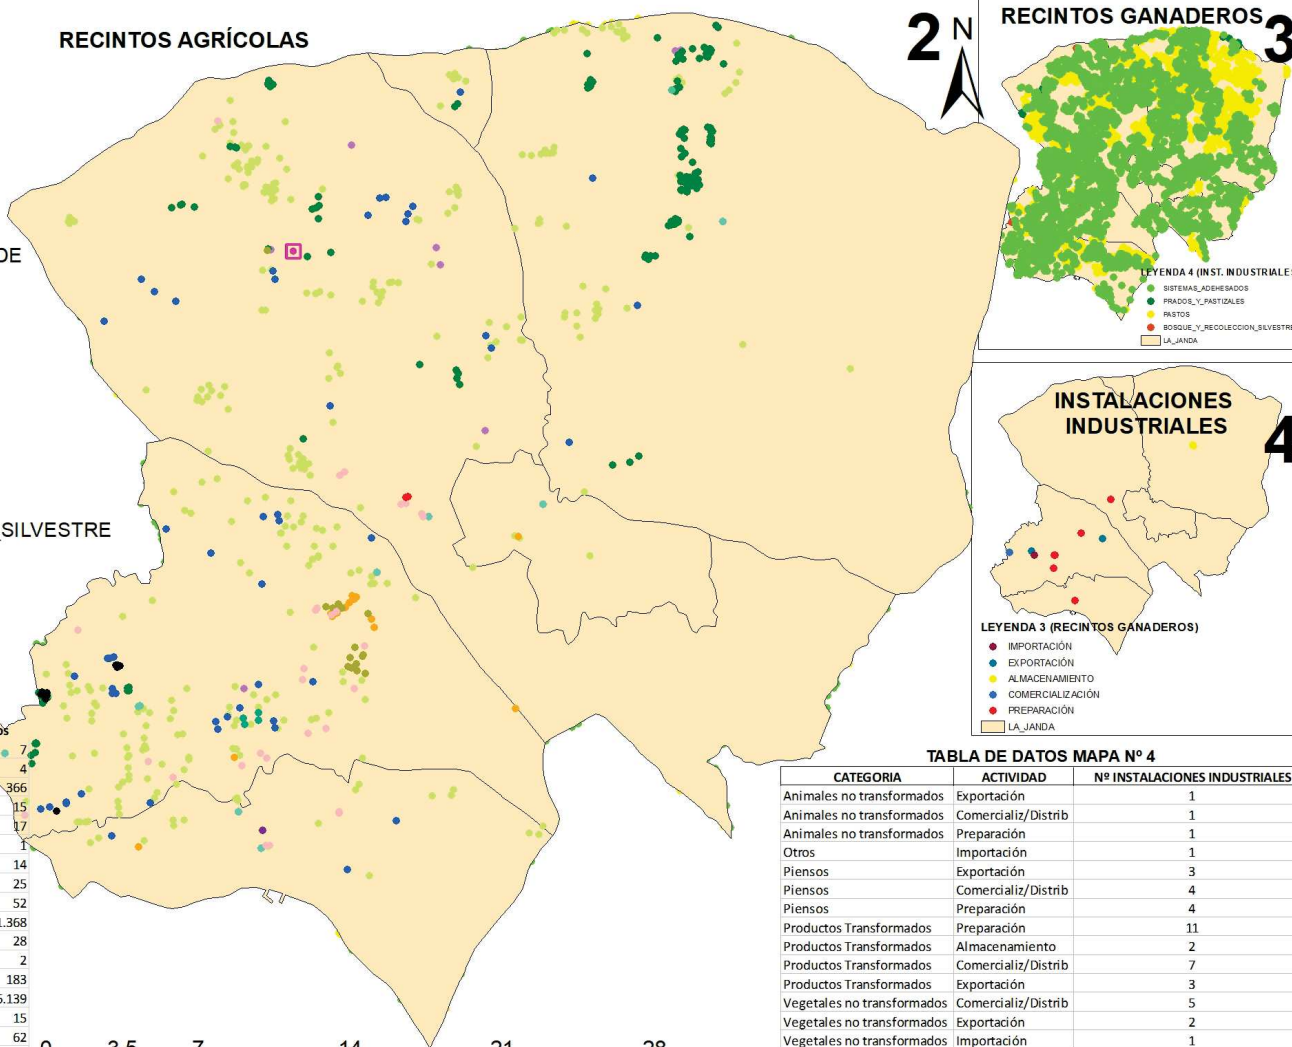 RECINTOS AGRÍCOLAS
2
N
RECINTOS GANADEROS
3
DE
LEYENDA 4 (INST. INDUSTRIALES
SISTEMAS_ADEHESADOS
PRADOS_Y_PASTIZALES
PASTOS
BOSQUE_Y_RECOLECCION_SILVESTRE
LA_JANDA
INSTALACIONES
INDUSTRIALES
4
_SILVESTRE
LEYENDA 3 (RECINTOS GANADEROS)
IMPORTACIÓN
EXPORTACIÓN
ALMACENAMIENTO
COMERCIALIZACIÓN
PREPARACIÓN
LA_JANDA
os
7
4
366
15
17
1
14
25
52
1.368
28
2
183
6.139
15
62
0 3,5 7 14 21 28
TABLA DE DATOS MAPA Nº 4
CATEGORIA ACTIVIDAD Nº INSTALACIONES INDUSTRIALES
Animales no transformados Exportación 1
Animales no transformados Comercializ/Distrib 1
Animales no transformados Preparación 1
Otros Importación 1
Piensos Exportación 3
Piensos Comercializ/Distrib 4
Piensos Preparación 4
Productos Transformados Preparación 11
Productos Transformados Almacenamiento 2
Productos Transformados Comercializ/Distrib 7
Productos Transformados Exportación 3
Vegetales no transformados Comercializ/Distrib 5
Vegetales no transformados Exportación 2
Vegetales no transformados Importación 1